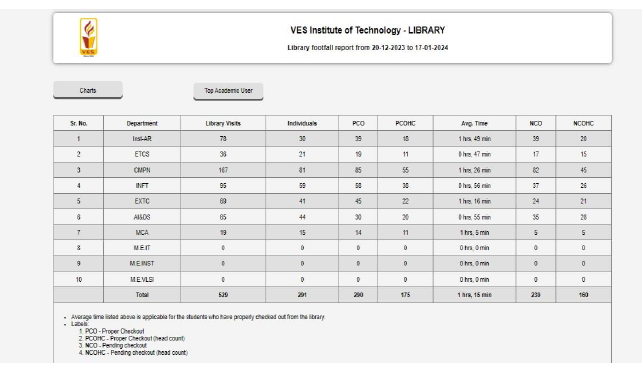 VES
VES Institute of Technology - LIBRARY
Library footfall report from 20-12-2023 to 17-01-2024
Charts Top Academic User
Sr. No. Department Library Visits Individuals PCO PCOHC Avg. Time NCO NCOHC
1 Inst-AR 78 30 39 18 1 hrs, 49 min 39 20
2 ETCS 36 21 19 11 0 hrs, 47 min 17 15
3 CMPN 167 81 85 55 1 hrs, 26 min 82 45
4 INFT 95 59 58 38 0 hrs, 56 min 37 26
5 EXTC 69 41 45 22 1 hrs, 16 min 24 21
6 AI&DS 65 44 30 20 0 hrs, 55 min 35 28
7 MCA 19 15 14 11 1 hrs, 5 min 5 5
8 M.E.IT 0 0 0 0 0 hrs, 0 min 0 0
9 M.E.INST 0 0 0 0 0 hrs, 0 min 0 0
10 M.E.VLSI 0 0 0 0 0 hrs, 0 min 0 0
Total 529 291 290 175 1 hrs, 15 min 239 160
• Average time listed above is applicable for the students who have properly checked out from the library
• Labels:
1. PCO - Proper Checkout
2. PCOHC - Proper Checkout (head count)
3. NCO - Pending checkout
4. NCOHC - Pending checkout (head count)